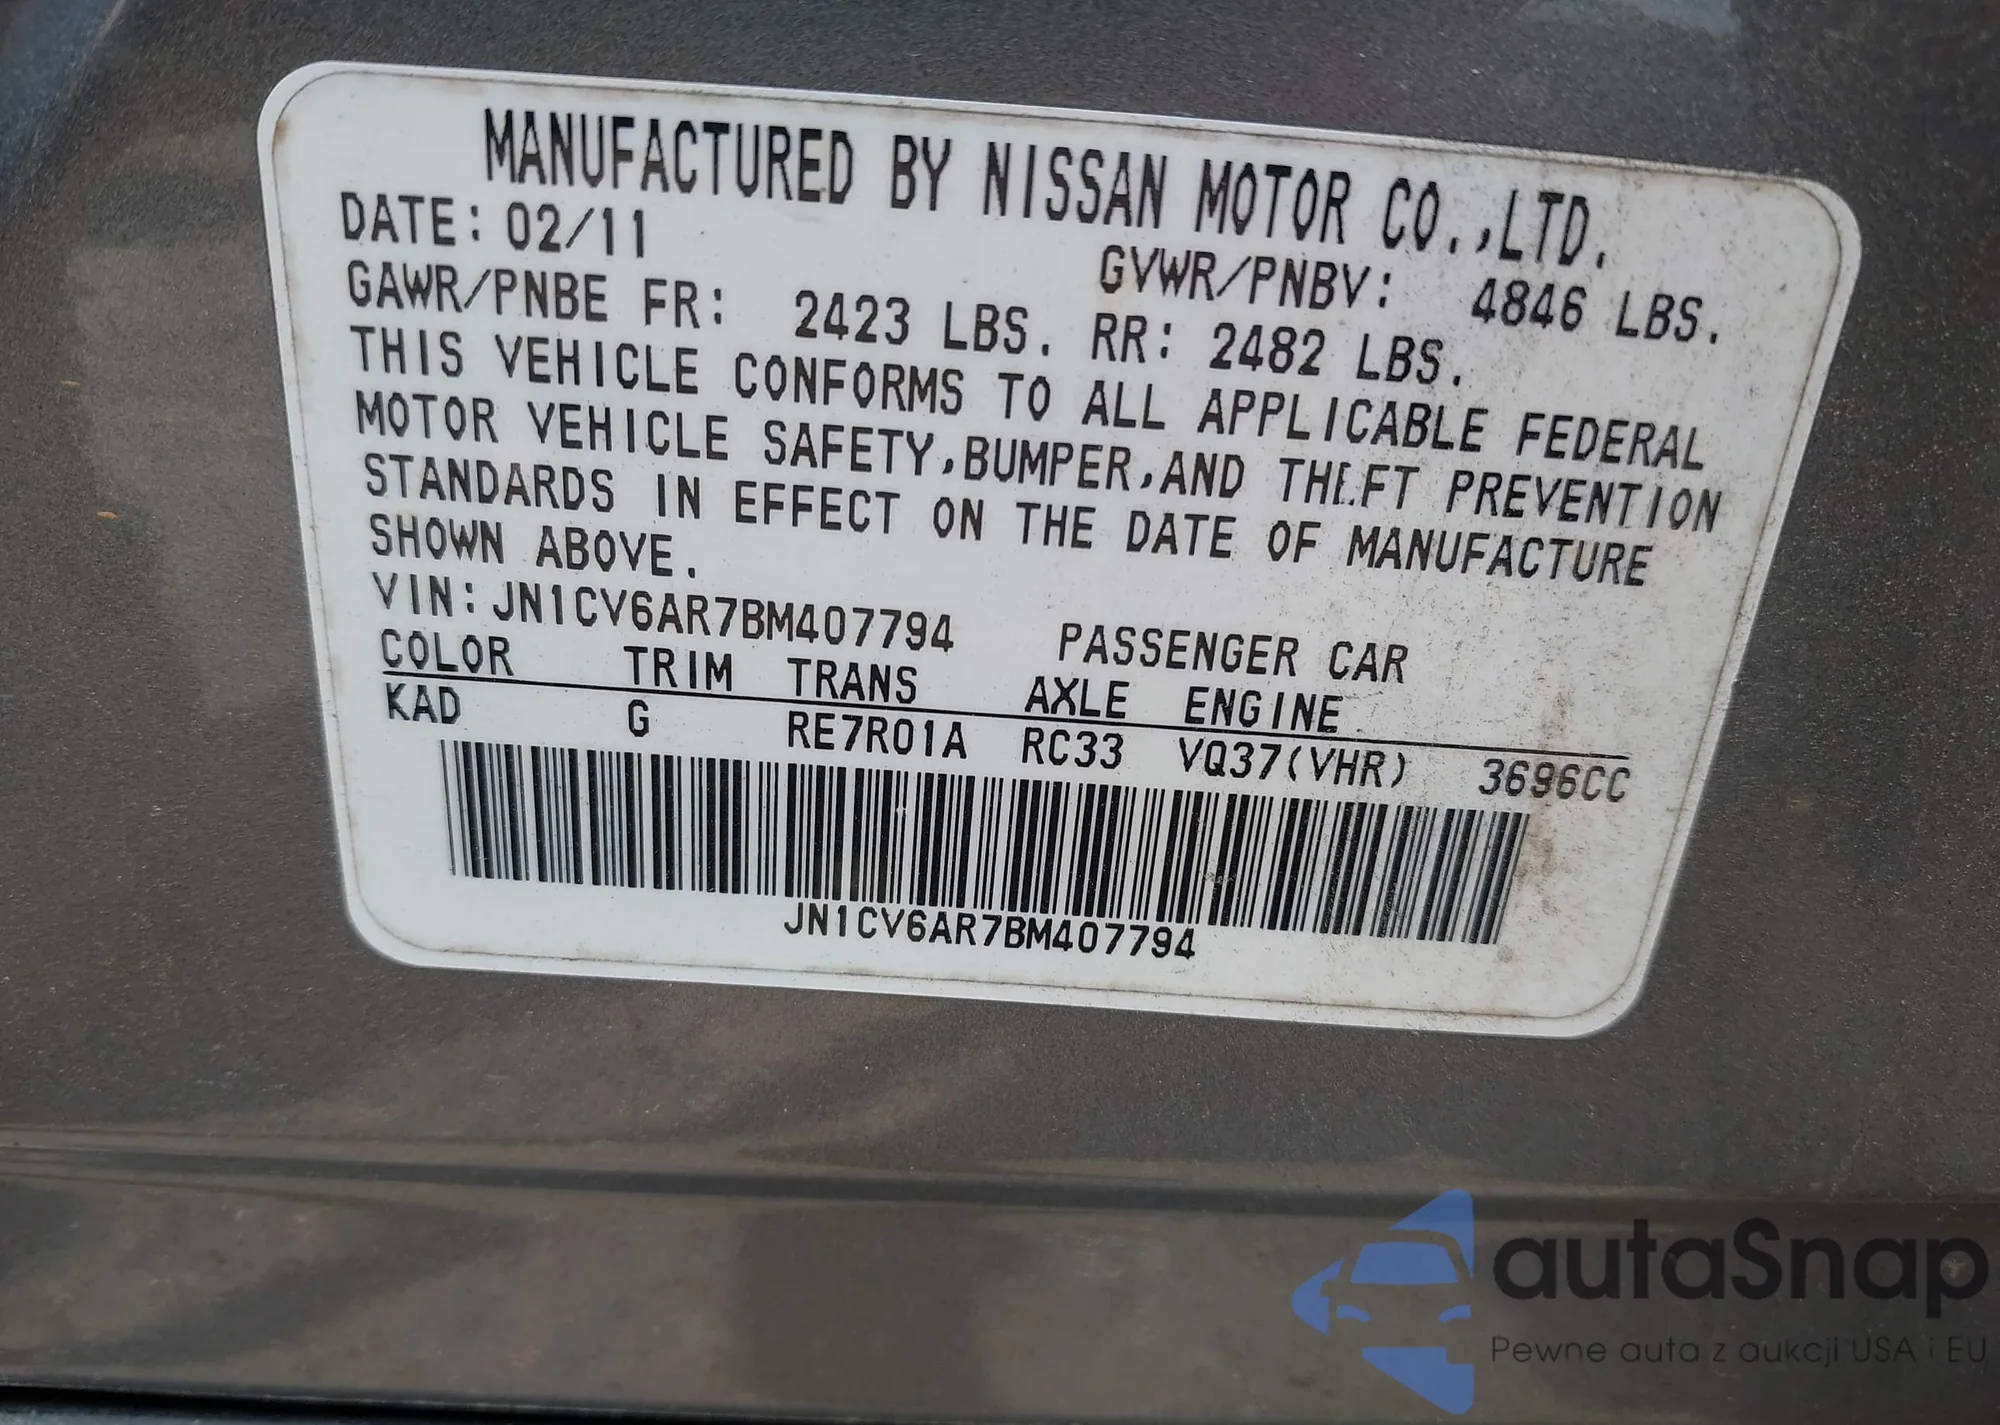 MANUFACTURED BY NISSAN MOTOR CO.,LTD.
DATE: 02/11 GVWR/PNBV: 4846 LBS.
GAWR/PNBE FR: 2423 LBS. RR: 2482 LBS.
THIS VEHICLE CONFORMS TO ALL APPLICABLE FEDERAL
MOTOR VEHICLE SAFETY,BUMPER,AND THEFT PREVENTION
STANDARDS IN EFFECT ON THE DATE OF MANUFACTURE
SHOWN ABOVE.
VIN: JN1CV6AR7BM407794 PASSENGER CAR
COLOR TRIM TRANS AXLE ENGINE
KAD G RE7R01A RC33 VQ37(VHR) 3696CC
JN1CV6AR7BM407794
autaSnap
Pewne auta z aukcji USA i EU